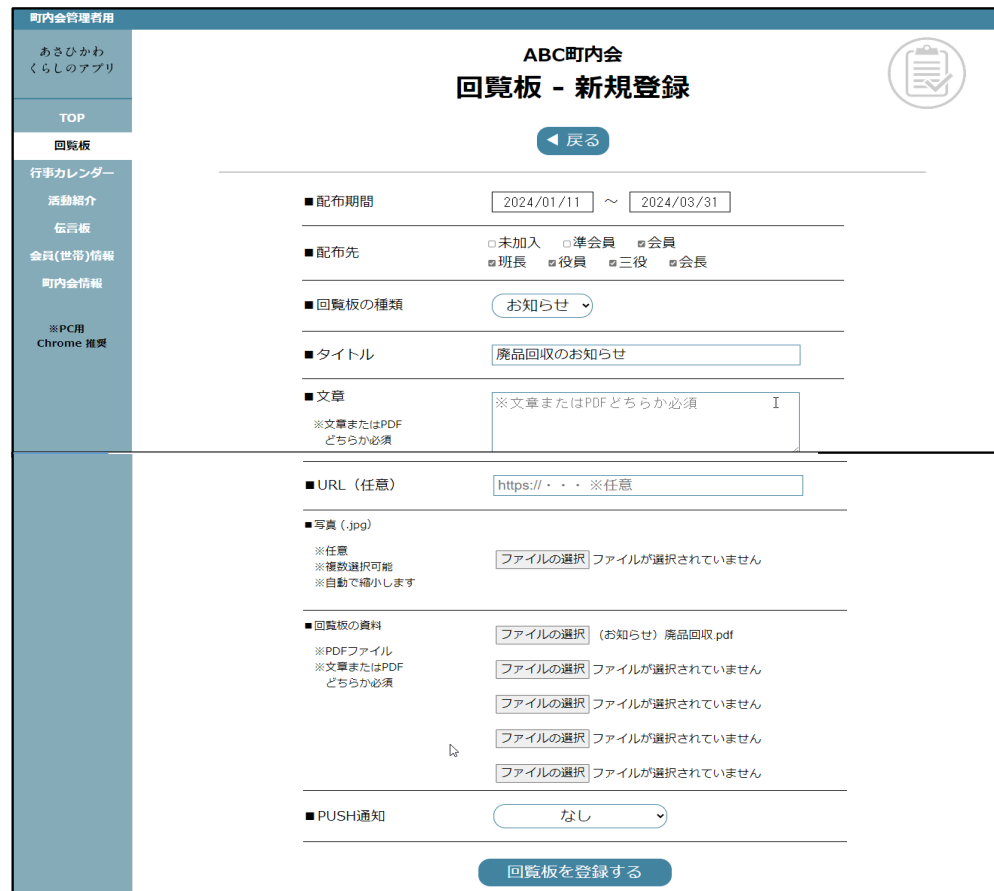 町内会管理者用
あさひかわ
くらしのアプリ
TOP
回覧板
行事カレンダー
活動紹介
伝言板
会員(世帯)情報
町内会情報
※PC用
Chrome 推奨
ABC町内会
回覧板 - 新規登録
◀ 戻る
■配布期間 2024/01/11 ～ 2024/03/31
■配布先
□未加入 □準会員 ☑会員
☑班長 ☑役員 ☑三役 ☑会長
■回覧板の種類 お知らせ
■タイトル 廃品回収のお知らせ
■文章
※文章またはPDF
どちらか必須
※文章またはPDFどちらか必須
■URL（任意） https://・・・ ※任意
■写真 (.jpg)
※任意
※複数選択可能
※自動で縮小します
ファイルの選択 ファイルが選択されていません
■回覧板の資料
※PDFファイル
※文章またはPDF
どちらか必須
ファイルの選択 （お知らせ）廃品回収.pdf
ファイルの選択 ファイルが選択されていません
ファイルの選択 ファイルが選択されていません
ファイルの選択 ファイルが選択されていません
ファイルの選択 ファイルが選択されていません
■PUSH通知 なし
回覧板を登録する